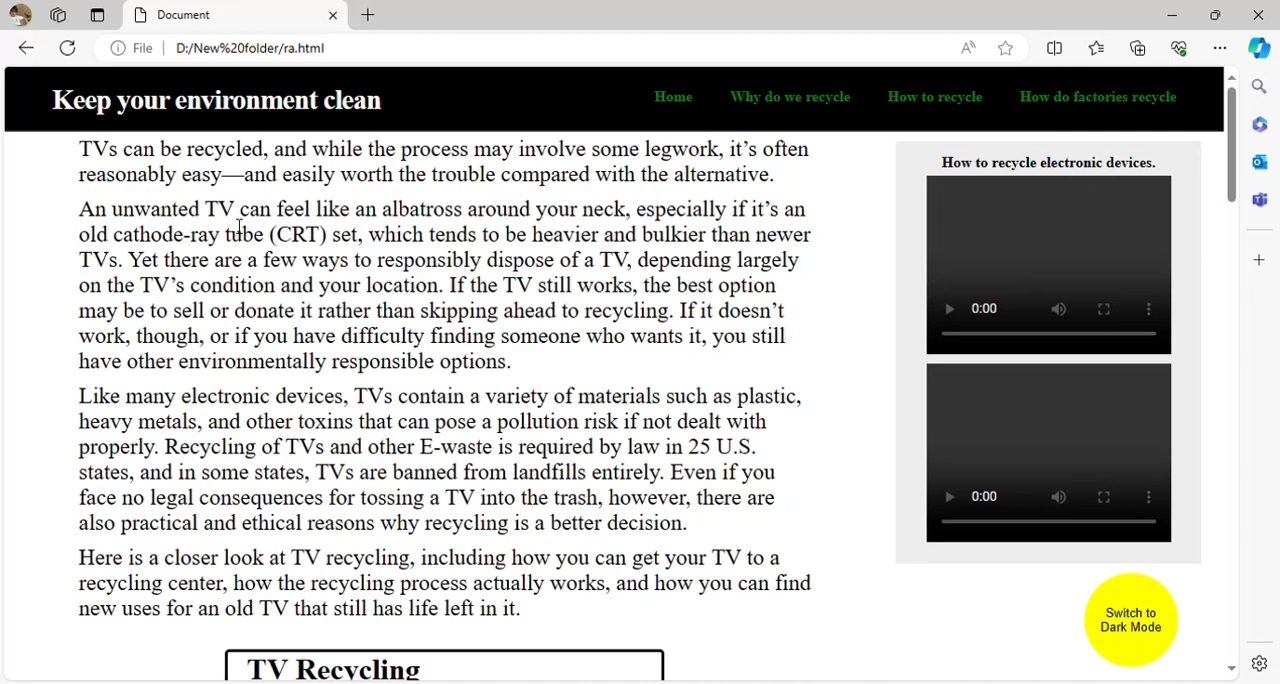 Document
File
D:/New%20folder/ra.html
Keep your environment clean
Home
Why do we recycle
How to recycle
How do factories recycle
TVs can be recycled, and while the process may involve some legwork, it’s often
reasonably easy—and easily worth the trouble compared with the alternative.
An unwanted TV can feel like an albatross around your neck, especially if it’s an
old cathode-ray tube (CRT) set, which tends to be heavier and bulkier than newer
TVs. Yet there are a few ways to responsibly dispose of a TV, depending largely
on the TV’s condition and your location. If the TV still works, the best option
may be to sell or donate it rather than skipping ahead to recycling. If it doesn’t
work, though, or if you have difficulty finding someone who wants it, you still
have other environmentally responsible options.
Like many electronic devices, TVs contain a variety of materials such as plastic,
heavy metals, and other toxins that can pose a pollution risk if not dealt with
properly. Recycling of TVs and other E-waste is required by law in 25 U.S.
states, and in some states, TVs are banned from landfills entirely. Even if you
face no legal consequences for tossing a TV into the trash, however, there are
also practical and ethical reasons why recycling is a better decision.
Here is a closer look at TV recycling, including how you can get your TV to a
recycling center, how the recycling process actually works, and how you can find
new uses for an old TV that still has life left in it.
TV Recycling
How to recycle electronic devices.
0:00
0:00
Switch to
Dark Mode